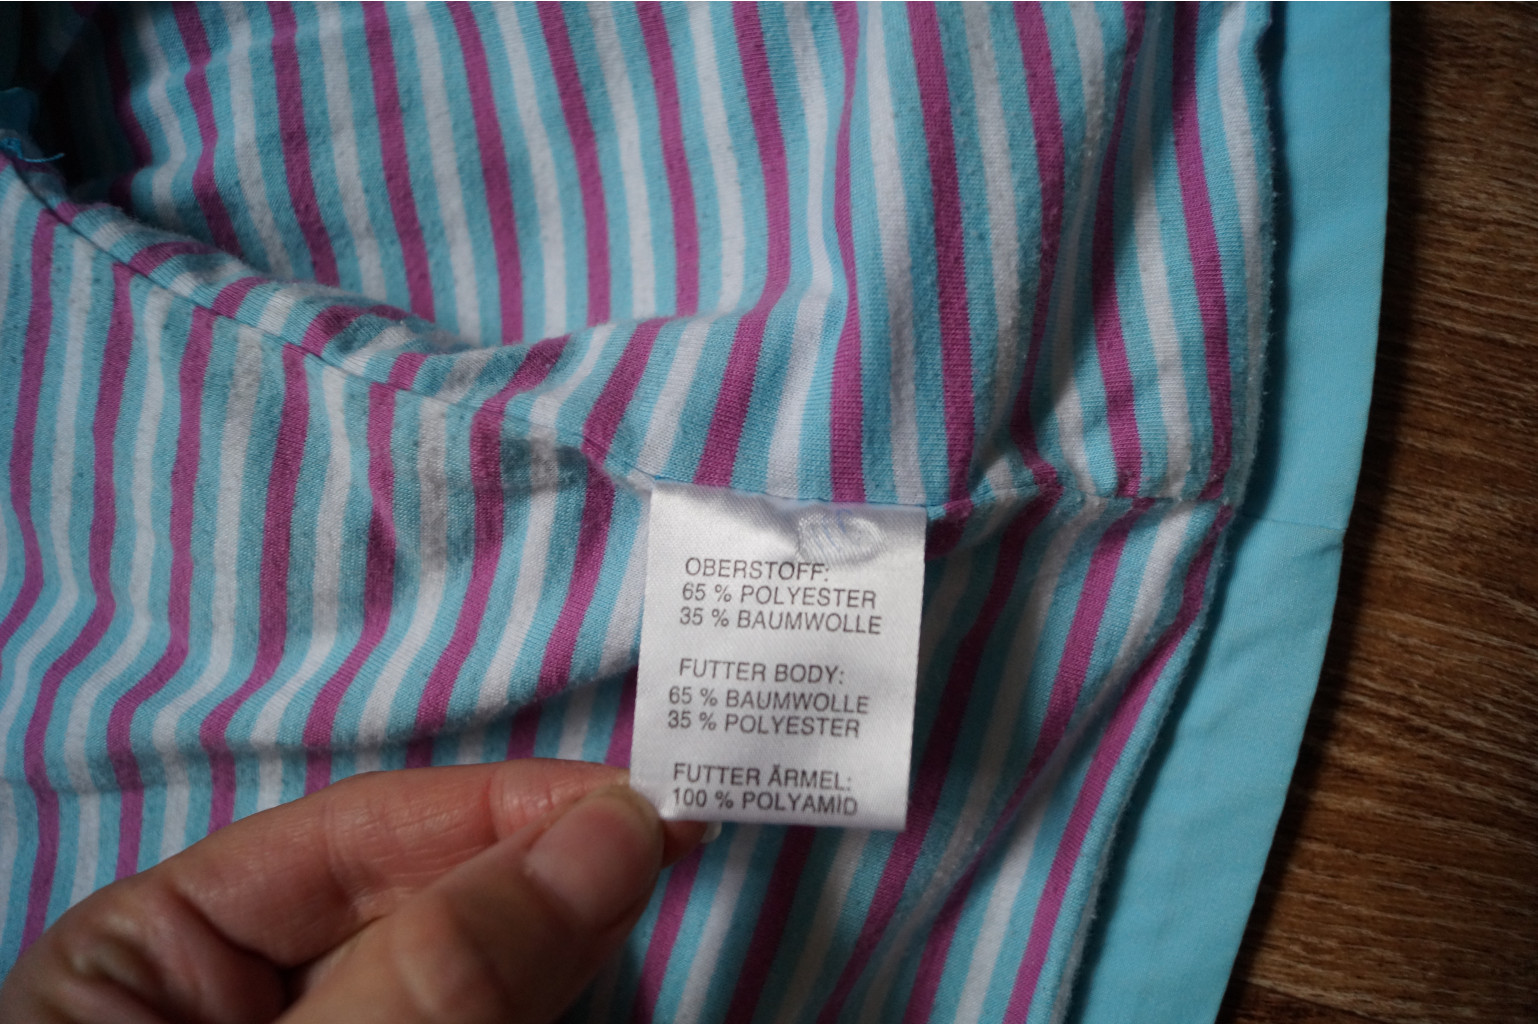 OBERSTOFF:
65 % POLYESTER
35 % BAUMWOLLE
FUTTER BODY:
65 % BAUMWOLLE
35 % POLYESTER
FUTTER ÄRMEL:
100 % POLYAMID